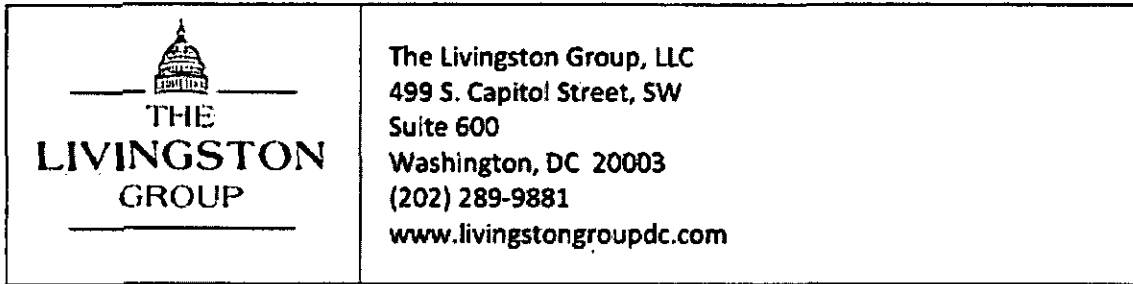 THE
LIVINGSTON
GROUP
The Livingston Group, LLC
499 S. Capitol Street, SW
Suite 600
Washington, DC 20003
(202) 289-9881
www.livingstongroupdc.com